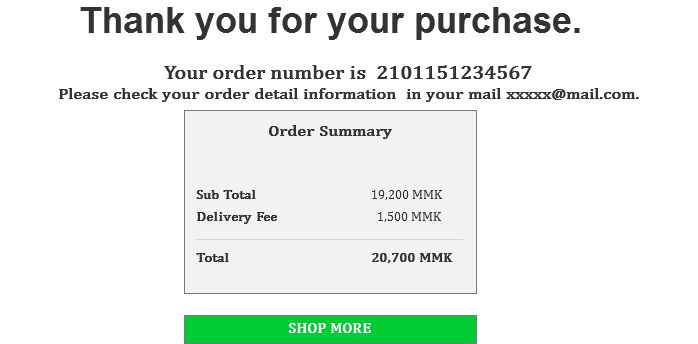 Thank you for your purchase.
Your order number is 2101151234567
Please check your order detail information in your mail xxxxx@mail.com.
Order Summary
Sub Total 19,200 MMK
Delivery Fee 1,500 MMK
Total 20,700 MMK
SHOP MORE